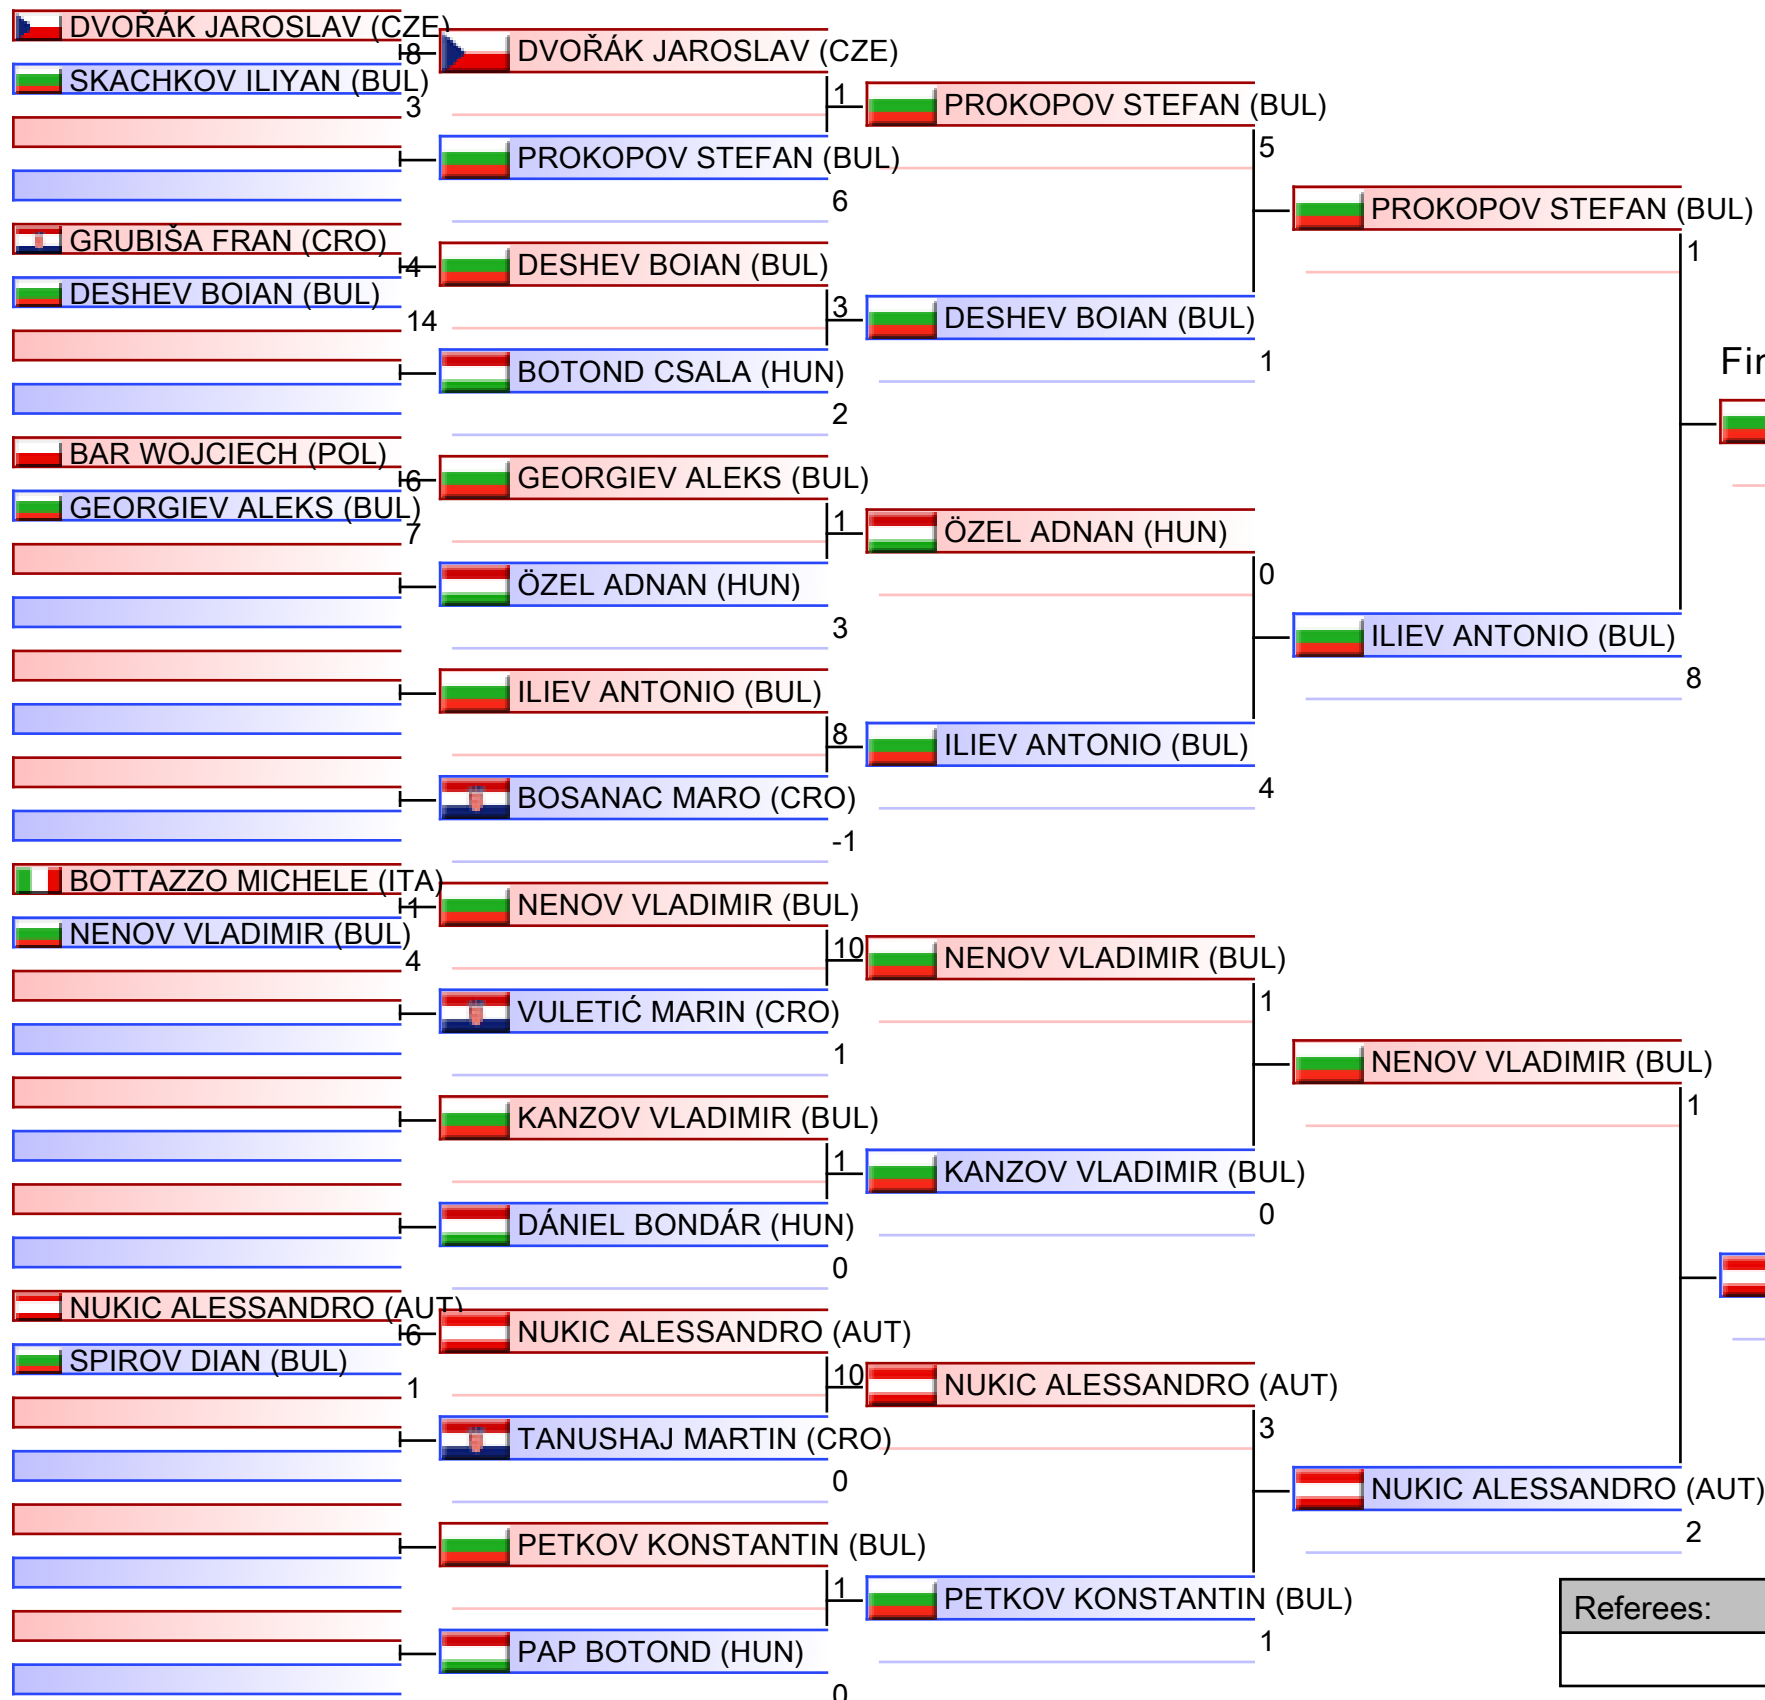 DVOŘÁK JAROSLAV (CZE)
8
SKACHKOV ILIYAN (BUL)
3
GRUBIŠA FRAN (CRO)
4
DESHEV BOIAN (BUL)
14
BAR WOJCIECH (POL)
6
GEORGIEV ALEKS (BUL)
7
BOTTAZZO MICHELE (ITA)
1
NENOV VLADIMIR (BUL)
4
NUKIC ALESSANDRO (AUT)
6
SPIROV DIAN (BUL)
1
DVOŘÁK JAROSLAV (CZE)
1
PROKOPOV STEFAN (BUL)
6
DESHEV BOIAN (BUL)
3
BOTOND CSALA (HUN)
2
GEORGIEV ALEKS (BUL)
1
ÖZEL ADNAN (HUN)
3
ILIEV ANTONIO (BUL)
8
BOSANAC MARO (CRO)
-1
NENOV VLADIMIR (BUL)
10
VULETIĆ MARIN (CRO)
1
KANZOV VLADIMIR (BUL)
1
DÁNIEL BONDÁR (HUN)
0
NUKIC ALESSANDRO (AUT)
10
TANUSHAJ MARTIN (CRO)
0
PETKOV KONSTANTIN (BUL)
1
PAP BOTOND (HUN)
0
PROKOPOV STEFAN (BUL)
5
DESHEV BOIAN (BUL)
1
ÖZEL ADNAN (HUN)
0
ILIEV ANTONIO (BUL)
4
NENOV VLADIMIR (BUL)
1
KANZOV VLADIMIR (BUL)
0
NUKIC ALESSANDRO (AUT)
3
PETKOV KONSTANTIN (BUL)
1
PROKOPOV STEFAN (BUL)
1
ILIEV ANTONIO (BUL)
8
NENOV VLADIMIR (BUL)
1
NUKIC ALESSANDRO (AUT)
2
Referees: